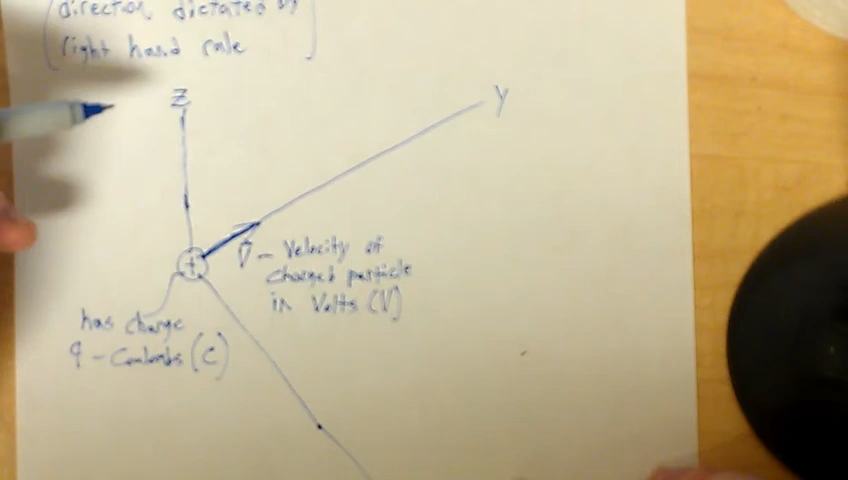 (direction dictated by
right hand rule)
Z
Y
+
V⃗ - Velocity of
charged particle
in Volts (V)
has charge
q - Coulombs (C)